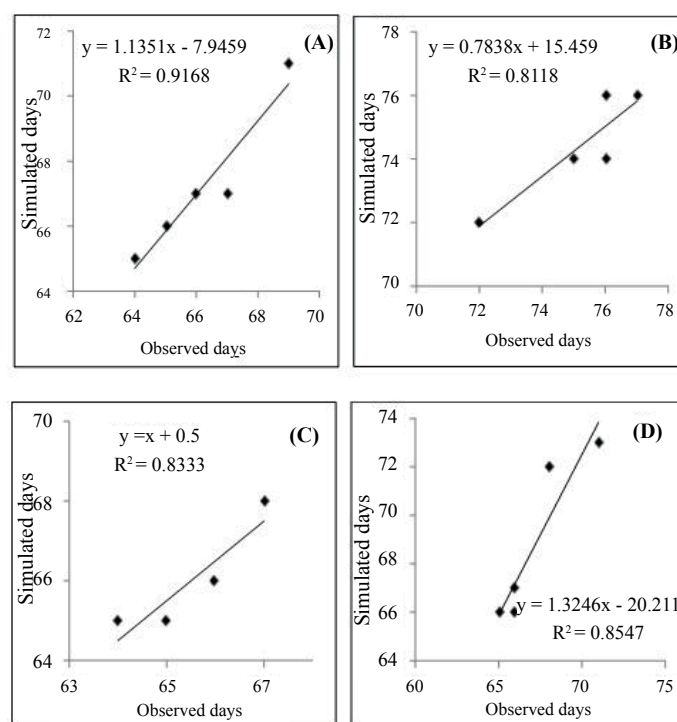 y = 1.1351x - 7.9459
(A)
R² = 0.9168
72
70
68
66
64
62 64 66 68 70
Simulated days
Observed days
y = 0.7838x + 15.459
(B)
R² = 0.8118
78
76
74
72
70
70 72 74 76 78
Simulated days
Observed days
y =x + 0.5
(C)
R² = 0.8333
70
68
66
64
63 65 67
Simulated days
Observed days
(D)
74
72
70
68
66
64
y = 1.3246x - 20.211
R² = 0.8547
60 65 70 75
Simulated days
Observed days